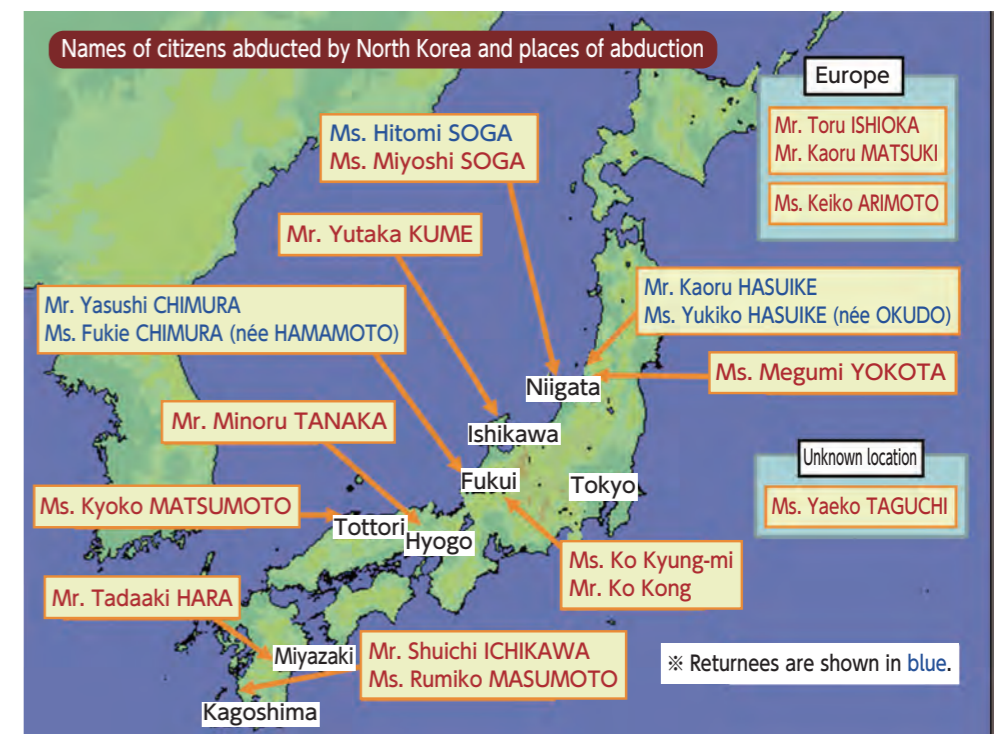 Names of citizens abducted by North Korea and places of abduction
Europe
Mr. Toru ISHIOKA
Mr. Kaoru MATSUKI
Ms. Keiko ARIMOTO
Ms. Hitomi SOGA
Ms. Miyoshi SOGA
Mr. Yutaka KUME
Mr. Yasushi CHIMURA
Ms. Fukie CHIMURA (née HAMAMOTO)
Mr. Kaoru HASUIKE
Ms. Yukiko HASUIKE (née OKUDO)
Ms. Megumi YOKOTA
Niigata
Mr. Minoru TANAKA
Ishikawa
Unknown location
Ms. Yaeko TAGUCHI
Fukui
Tokyo
Ms. Kyoko MATSUMOTO
Tottori
Hyogo
Ms. Ko Kyung-mi
Mr. Ko Kong
Mr. Tadaaki HARA
Miyazaki
Mr. Shuichi ICHIKAWA
Ms. Rumiko MASUMOTO
Kagoshima
※ Returnees are shown in blue.